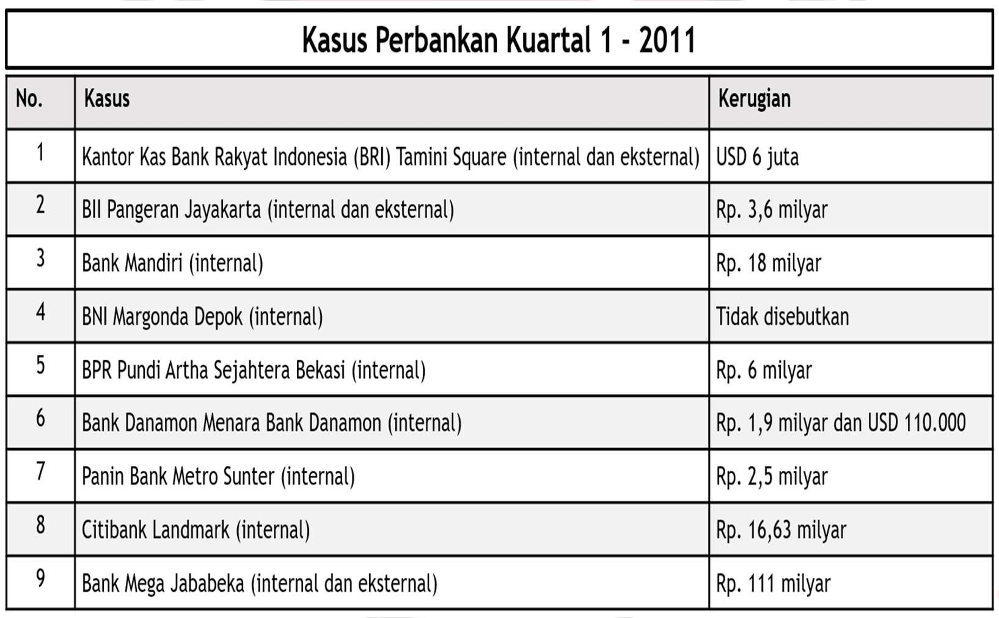 Kasus Perbankan Kuartal 1 - 2011
No. Kasus Kerugian
1 Kantor Kas Bank Rakyat Indonesia (BRI) Tamini Square (internal dan eksternal) USD 6 juta
2 BII Pangeran Jayakarta (internal dan eksternal) Rp. 3,6 milyar
3 Bank Mandiri (internal) Rp. 18 milyar
4 BNI Margonda Depok (internal) Tidak disebutkan
5 BPR Pundi Artha Sejahtera Bekasi (internal) Rp. 6 milyar
6 Bank Danamon Menara Bank Danamon (internal) Rp. 1,9 milyar dan USD 110.000
7 Panin Bank Metro Sunter (internal) Rp. 2,5 milyar
8 Citibank Landmark (internal) Rp. 16,63 milyar
9 Bank Mega Jababeka (internal dan eksternal) Rp. 111 milyar